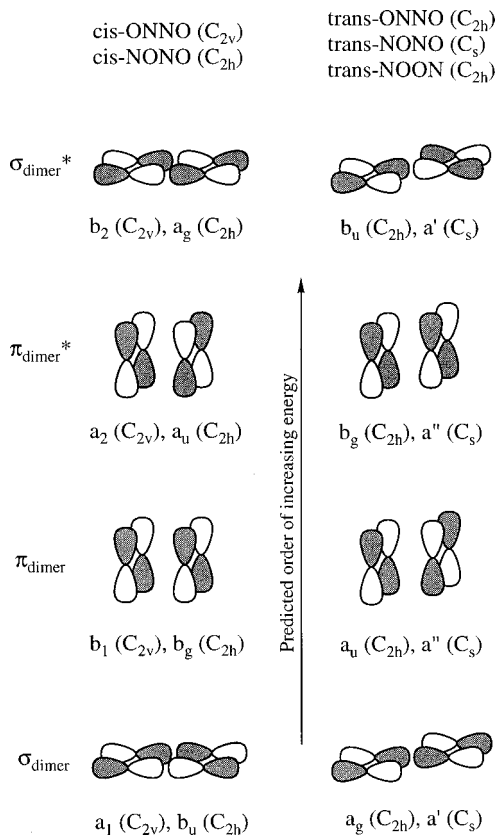 cis-ONNO (C2v)
cis-NONO (C2h)
trans-ONNO (C2h)
trans-NONO (Cs)
trans-NOON (C2h)
σdimer*
b2 (C2v), ag (C2h)
bu (C2h), a' (Cs)
πdimer*
a2 (C2v), au (C2h)
bg (C2h), a" (Cs)
Predicted order of increasing energy
πdimer
b1 (C2v), bg (C2h)
au (C2h), a" (Cs)
σdimer
a1 (C2v), bu (C2h)
ag (C2h), a' (Cs)